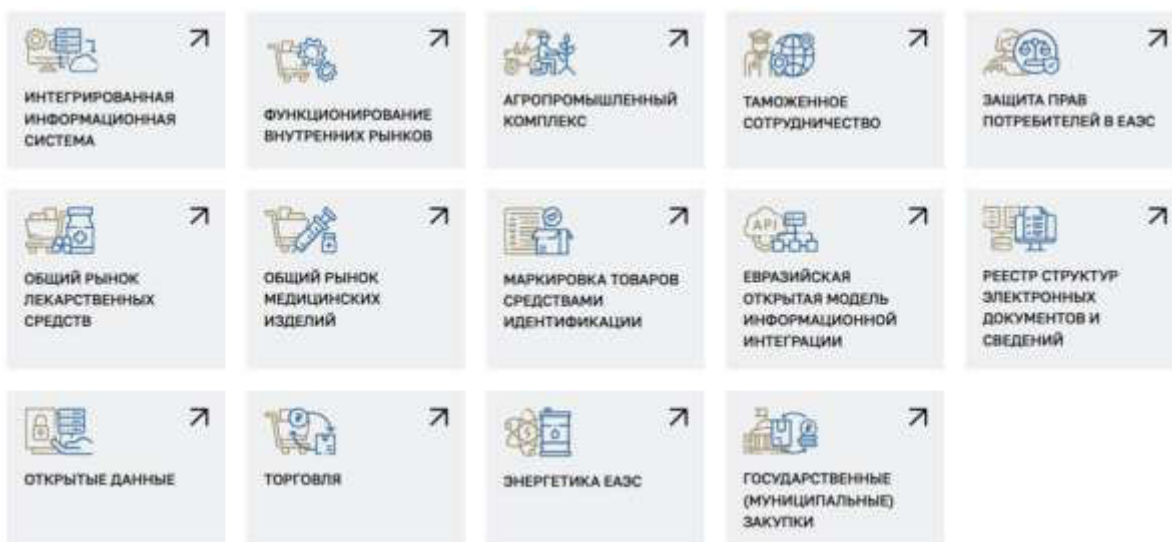 ИНТЕГРИРОВАННАЯ
ИНФОРМАЦИОННАЯ
СИСТЕМА
ФУНКЦИОНИРОВАНИЕ
ВНУТРЕННИХ РЫНКОВ
АГРОПРОМЫШЛЕННЫЙ
КОМПЛЕКС
ТАМОЖЕННОЕ
СОТРУДНИЧЕСТВО
ЗАЩИТА ПРАВ
ПОТРЕБИТЕЛЕЙ В ЕАЭС
ОБЩИЙ РЫНОК
ЛЕКАРСТВЕННЫХ
СРЕДСТВ
ОБЩИЙ РЫНОК
МЕДИЦИНСКИХ
ИЗДЕЛИЙ
МАРКИРОВКА ТОВАРОВ
СРЕДСТВАМИ
ИДЕНТИФИКАЦИИ
API
ЕВРАЗИЙСКАЯ
ОТКРЫТАЯ МОДЕЛЬ
ИНФОРМАЦИОННОЙ
ИНТЕГРАЦИИ
РЕЕСТР СТРУКТУР
ЭЛЕКТРОННЫХ
ДОКУМЕНТОВ И
СВЕДЕНИЙ
ОТКРЫТЫЕ ДАННЫЕ
ТОРГОВЛЯ
ЭНЕРГЕТИКА ЕАЭС
ГОСУДАРСТВЕННЫЕ
(МУНИЦИПАЛЬНЫЕ)
ЗАКУПКИ